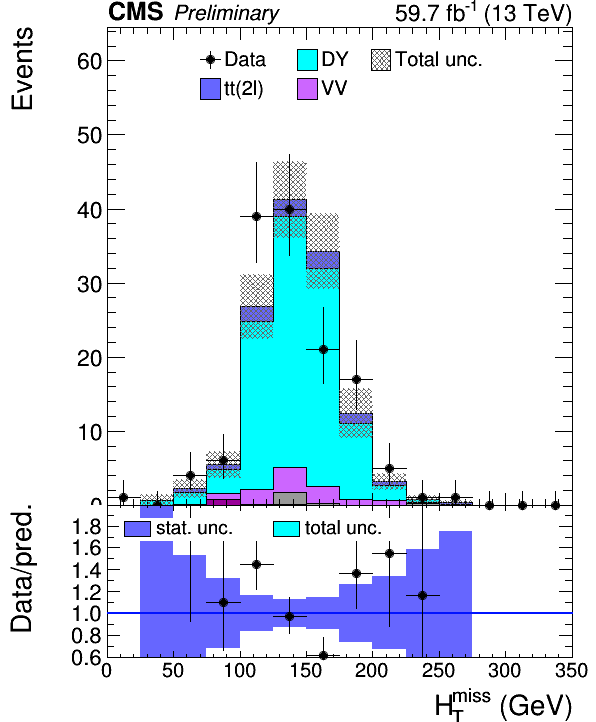 CMS Preliminary 59.7 fb⁻¹ (13 TeV)
Events
Data DY Total unc.
tt(2l) VV
60
50
40
30
20
10
0
Data/pred.
stat. unc. total unc.
1.8
1.6
1.4
1.2
1.0
0.8
0.6
0 50 100 150 200 250 300 350
H_T^miss (GeV)